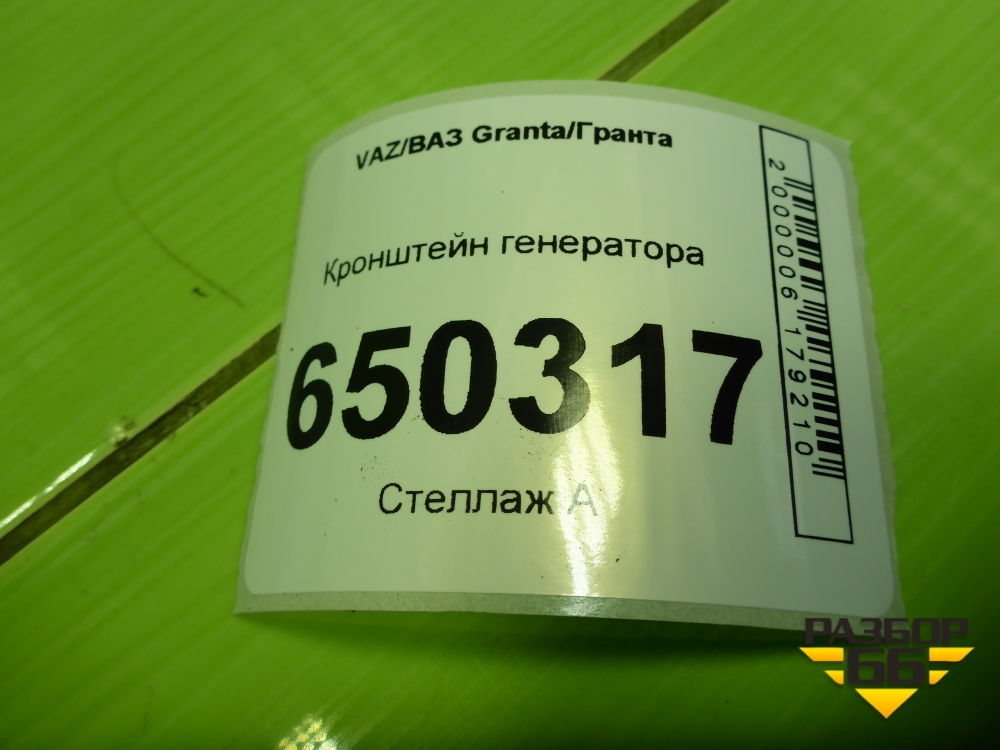 VAZ/ВАЗ Granta/Гранта
Кронштейн генератора
650317
Стеллаж А
2000006179210
РАЗБОР
66